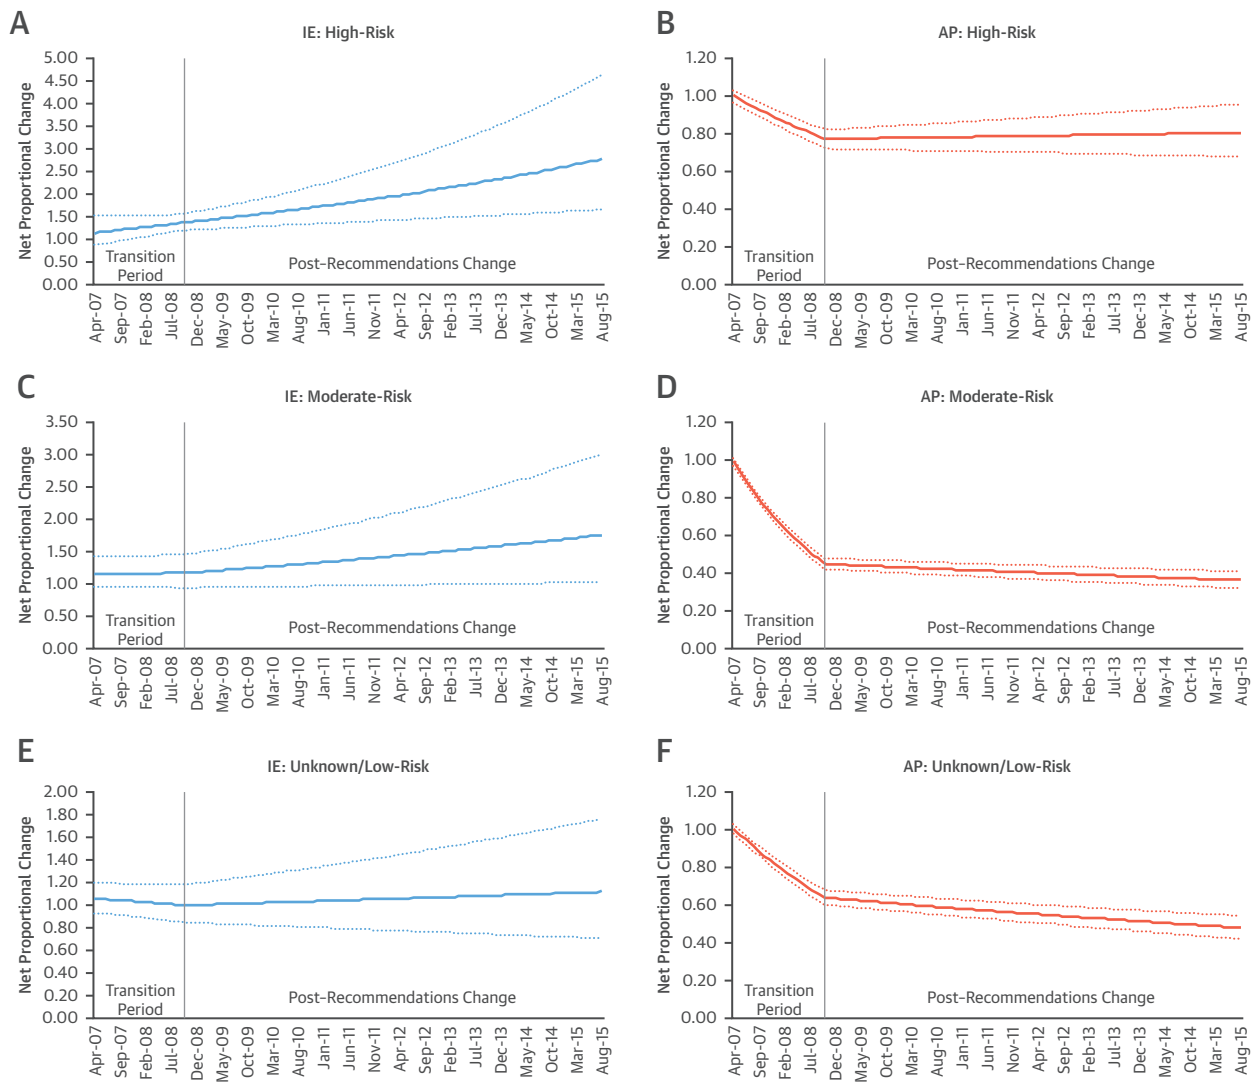 A
IE: High-Risk
Net Proportional Change
5.00
4.50
4.00
3.50
3.00
2.50
2.00
1.50
1.00
0.50
0.00
Transition
Period
Post-Recommendations Change
Apr-07
Sep-07
Feb-08
Jul-08
Dec-08
May-09
Oct-09
Mar-10
Aug-10
Jan-11
Jun-11
Nov-11
Apr-12
Sep-12
Feb-13
Jul-13
Dec-13
May-14
Oct-14
Mar-15
Aug-15
B
AP: High-Risk
Net Proportional Change
1.20
1.00
0.80
0.60
0.40
0.20
0.00
Transition
Period
Post-Recommendations Change
Apr-07
Sep-07
Feb-08
Jul-08
Dec-08
May-09
Oct-09
Mar-10
Aug-10
Jan-11
Jun-11
Nov-11
Apr-12
Sep-12
Feb-13
Jul-13
Dec-13
May-14
Oct-14
Mar-15
Aug-15
C
IE: Moderate-Risk
Net Proportional Change
3.50
3.00
2.50
2.00
1.50
1.00
0.50
0.00
Transition
Period
Post-Recommendations Change
Apr-07
Sep-07
Feb-08
Jul-08
Dec-08
May-09
Oct-09
Mar-10
Aug-10
Jan-11
Jun-11
Nov-11
Apr-12
Sep-12
Feb-13
Jul-13
Dec-13
May-14
Oct-14
Mar-15
Aug-15
D
AP: Moderate-Risk
Net Proportional Change
1.20
1.00
0.80
0.60
0.40
0.20
0.00
Transition
Period
Post-Recommendations Change
Apr-07
Sep-07
Feb-08
Jul-08
Dec-08
May-09
Oct-09
Mar-10
Aug-10
Jan-11
Jun-11
Nov-11
Apr-12
Sep-12
Feb-13
Jul-13
Dec-13
May-14
Oct-14
Mar-15
Aug-15
E
IE: Unknown/Low-Risk
Net Proportional Change
2.00
1.80
1.60
1.40
1.20
1.00
0.80
0.60
0.40
0.20
0.00
Transition
Period
Post-Recommendations Change
Apr-07
Sep-07
Feb-08
Jul-08
Dec-08
May-09
Oct-09
Mar-10
Aug-10
Jan-11
Jun-11
Nov-11
Apr-12
Sep-12
Feb-13
Jul-13
Dec-13
May-14
Oct-14
Mar-15
Aug-15
F
AP: Unknown/Low-Risk
Net Proportional Change
1.20
1.00
0.80
0.60
0.40
0.20
0.00
Transition
Period
Post-Recommendations Change
Apr-07
Sep-07
Feb-08
Jul-08
Dec-08
May-09
Oct-09
Mar-10
Aug-10
Jan-11
Jun-11
Nov-11
Apr-12
Sep-12
Feb-13
Jul-13
Dec-13
May-14
Oct-14
Mar-15
Aug-15